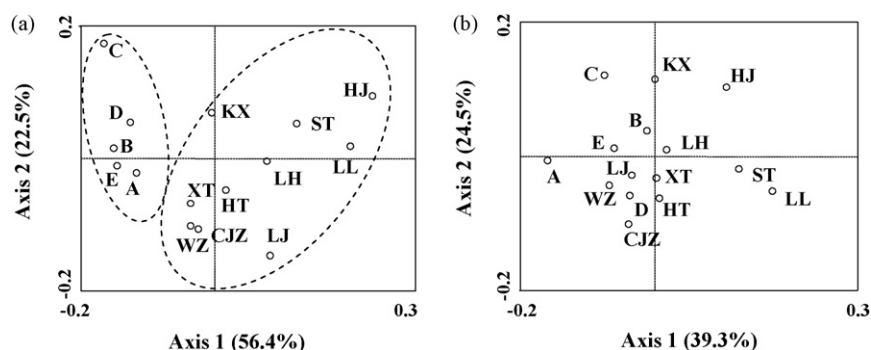 (a)
0.2
C
D
B
E
A
KX
HJ
ST
LL
LH
XT
HT
WZ
CJZ
LJ
Axis 2 (22.5%)
-0.2
-0.2
0.3
Axis 1 (56.4%)
(b)
0.2
C
KX
HJ
B
E
LH
A
LJ
XT
ST
WZ
D
HT
LL
CJZ
Axis 2 (24.5%)
-0.2
-0.2
0.3
Axis 1 (39.3%)